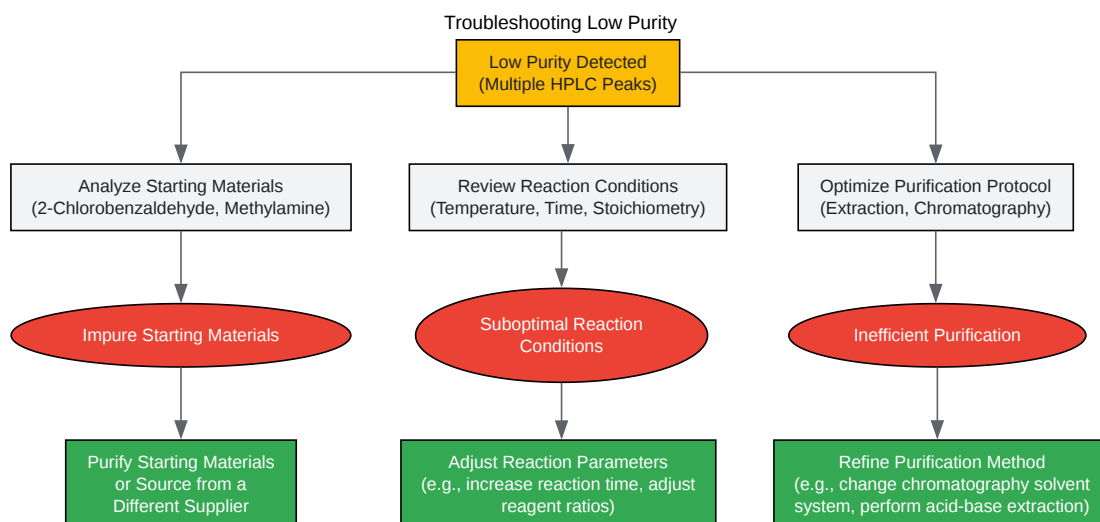 Troubleshooting Low Purity
Low Purity Detected
(Multiple HPLC Peaks)
Analyze Starting Materials
(2-Chlorobenzaldehyde, Methylamine)
Review Reaction Conditions
(Temperature, Time, Stoichiometry)
Optimize Purification Protocol
(Extraction, Chromatography)
Impure Starting Materials
Suboptimal Reaction
Conditions
Inefficient Purification
Purify Starting Materials
or Source from a
Different Supplier
Adjust Reaction Parameters
(e.g., increase reaction time, adjust
reagent ratios)
Refine Purification Method
(e.g., change chromatography solvent
system, perform acid-base extraction)